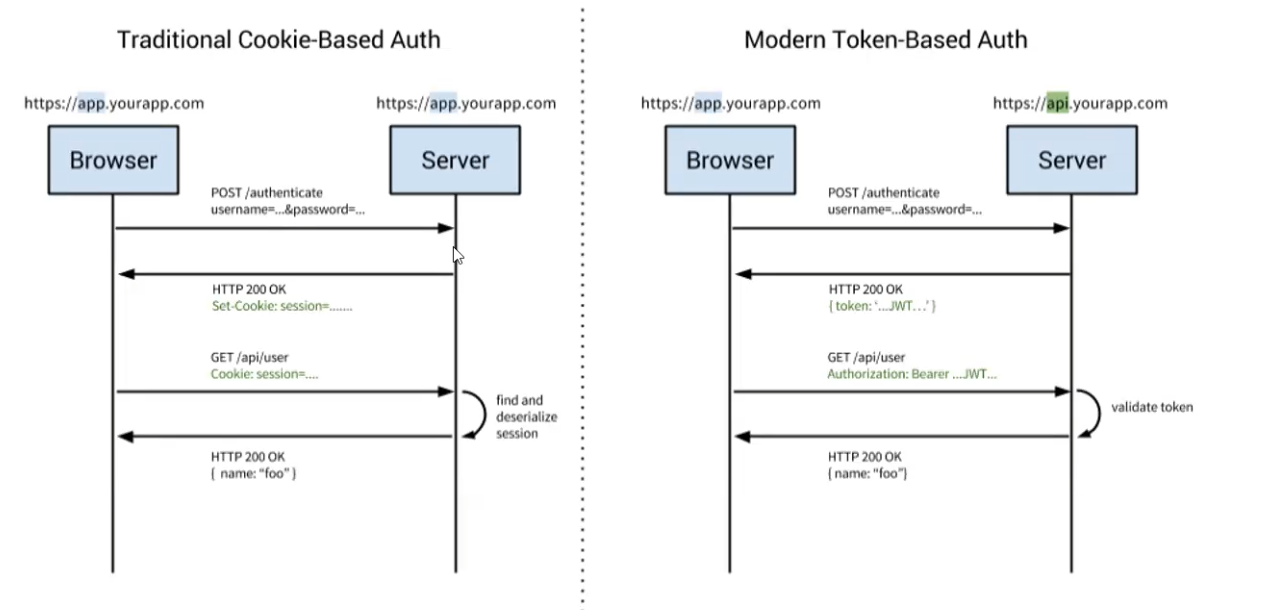 Traditional Cookie-Based Auth
https://app.yourapp.com
https://app.yourapp.com
Browser
Server
POST /authenticate
username=...&password=...
HTTP 200 OK
Set-Cookie: session=.......
GET /api/user
Cookie: session=....
find and
deserialize
session
HTTP 200 OK
{ name: "foo" }
Modern Token-Based Auth
https://app.yourapp.com
https://api.yourapp.com
Browser
Server
POST /authenticate
username=...&password=...
HTTP 200 OK
{ token: '...JWT...' }
GET /api/user
Authorization: Bearer ...JWT...
validate token
HTTP 200 OK
{ name: "foo"}